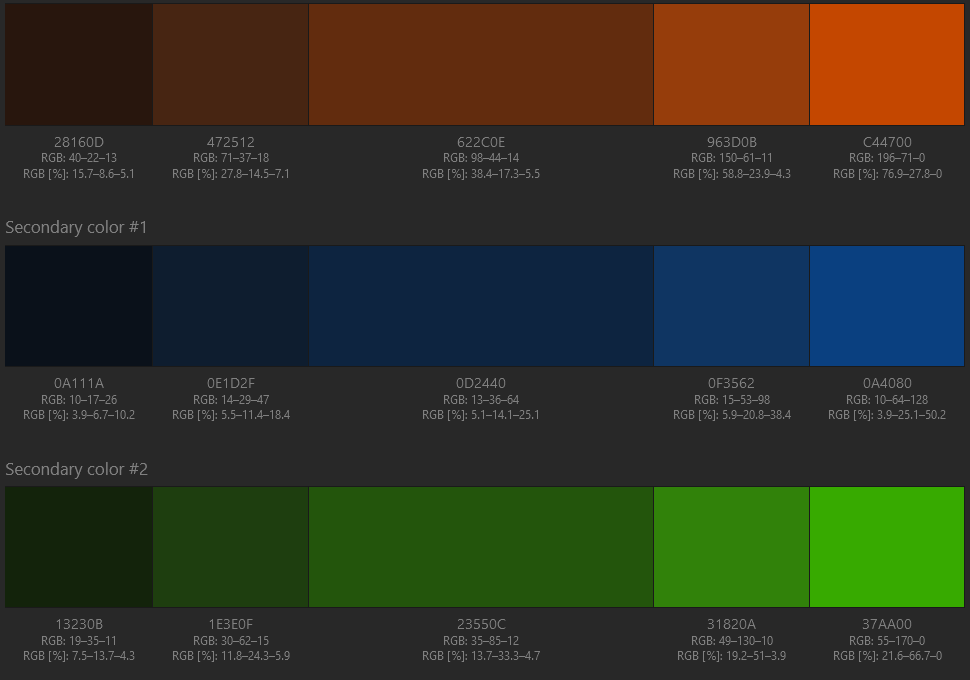 28160D 472512 622C0E 963D0B C44700
RGB: 40–22–13 RGB: 71–37–18 RGB: 98–44–14 RGB: 150–61–11 RGB: 196–71–0
RGB [%]: 15.7–8.6–5.1 RGB [%]: 27.8–14.5–7.1 RGB [%]: 38.4–17.3–5.5 RGB [%]: 58.8–23.9–4.3 RGB [%]: 76.9–27.8–0
Secondary color #1
0A111A 0E1D2F 0D2440 0F3562 0A4080
RGB: 10–17–26 RGB: 14–29–47 RGB: 13–36–64 RGB: 15–53–98 RGB: 10–64–128
RGB [%]: 3.9–6.7–10.2 RGB [%]: 5.5–11.4–18.4 RGB [%]: 5.1–14.1–25.1 RGB [%]: 5.9–20.8–38.4 RGB [%]: 3.9–25.1–50.2
Secondary color #2
13230B 1E3E0F 23550C 31820A 37AA00
RGB: 19–35–11 RGB: 30–62–15 RGB: 35–85–12 RGB: 49–130–10 RGB: 55–170–0
RGB [%]: 7.5–13.7–4.3 RGB [%]: 11.8–24.3–5.9 RGB [%]: 13.7–33.3–4.7 RGB [%]: 19.2–51–3.9 RGB [%]: 21.6–66.7–0